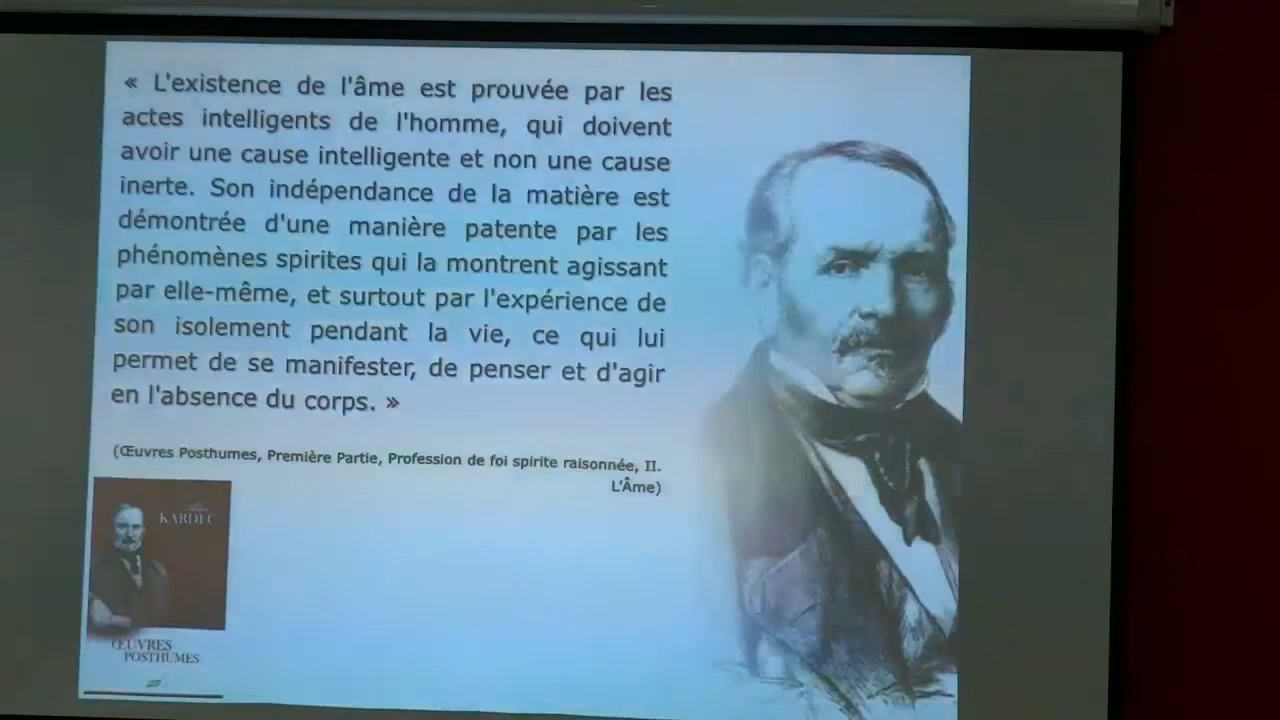 « L'existence de l'âme est prouvée par les
actes intelligents de l'homme, qui doivent
avoir une cause intelligente et non une cause
inerte. Son indépendance de la matière est
démontrée d'une manière patente par les
phénomènes spirites qui la montrent agissant
par elle-même, et surtout par l'expérience de
son isolement pendant la vie, ce qui lui
permet de se manifester, de penser et d'agir
en l'absence du corps. »
(Œuvres Posthumes, Première Partie, Profession de foi spirite raisonnée, II.
L'Âme)
KARDEC
ŒUVRES
POSTHUMES